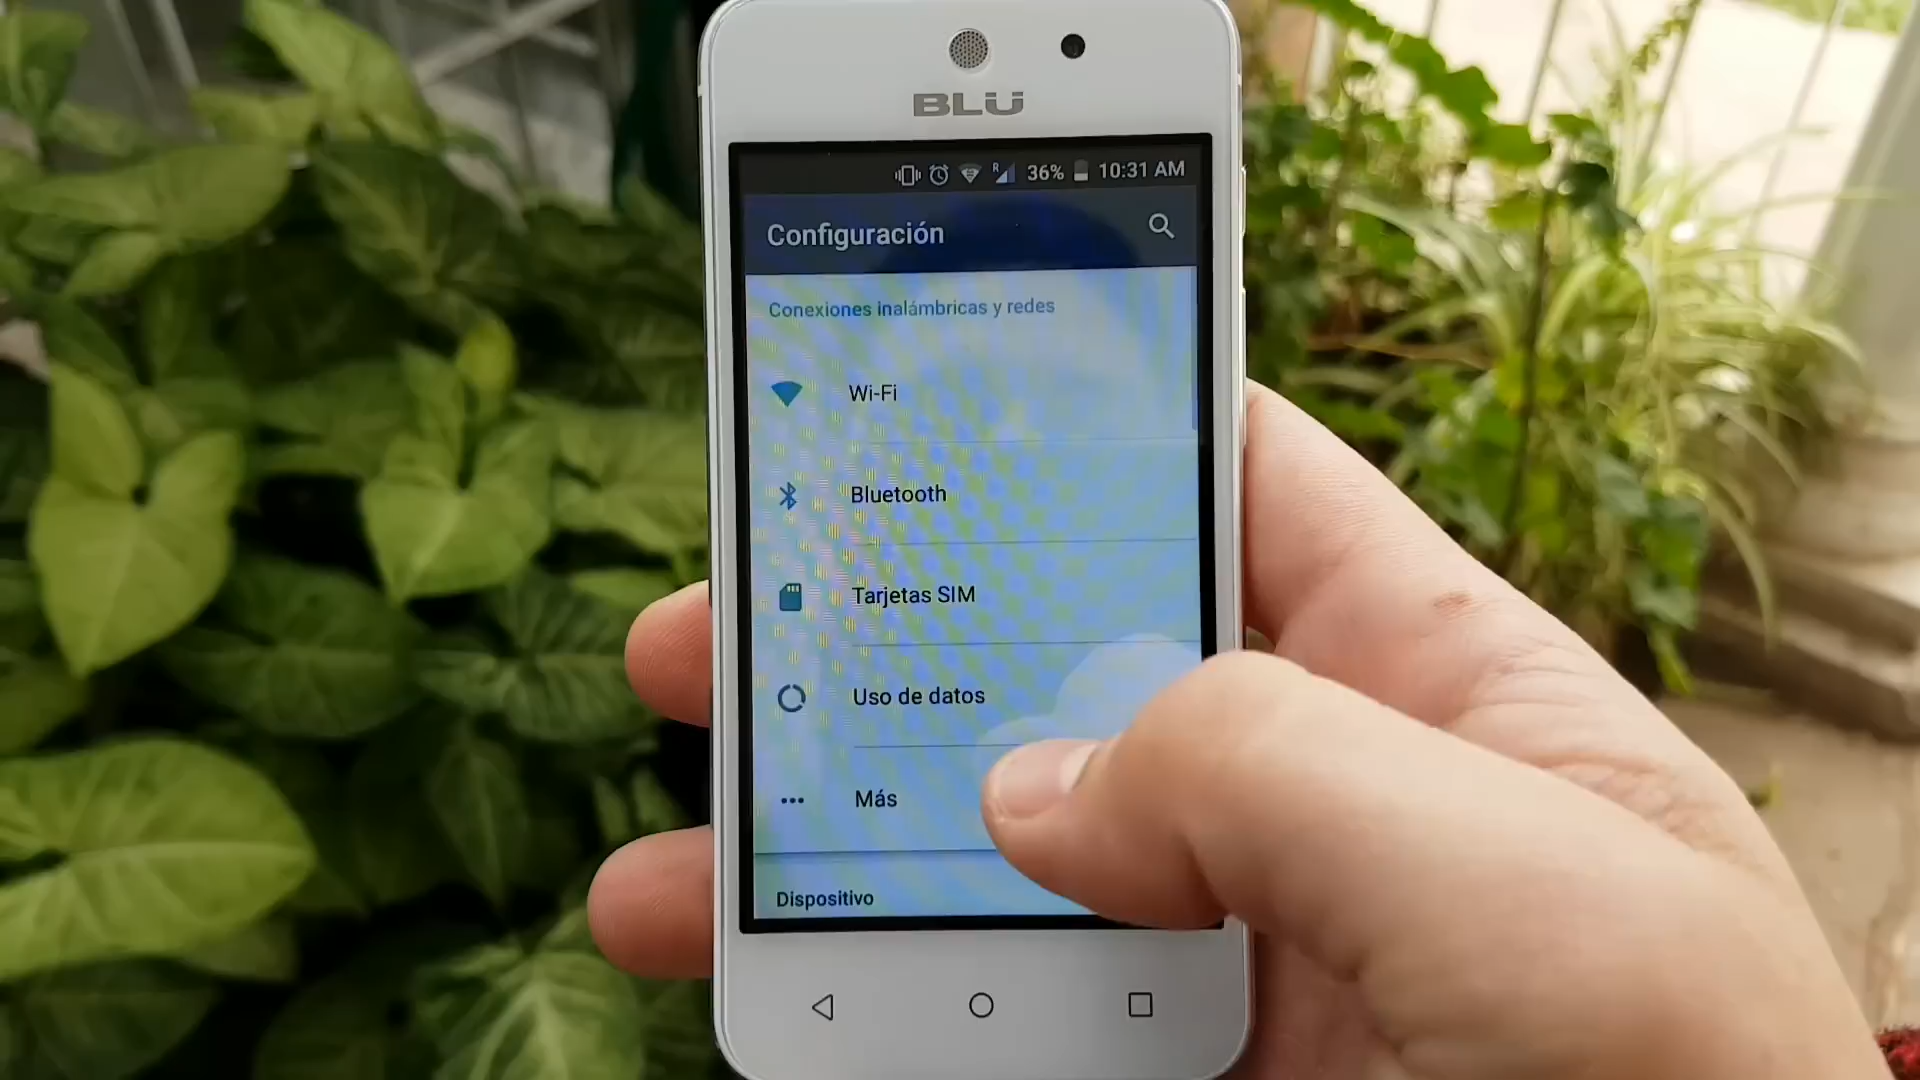 BLU
R 36% 10:31 AM
Configuración
Conexiones inalámbricas y redes
Wi-Fi
Bluetooth
Tarjetas SIM
Uso de datos
Más
Dispositivo